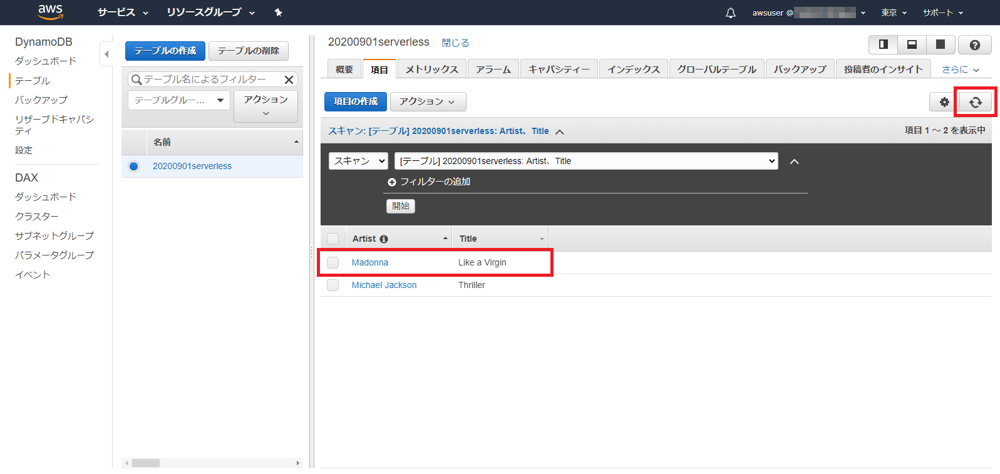 aws サービス リソースグループ awsuser @ 東京 サポート
DynamoDB
ダッシュボード
テーブル
バックアップ
リザーブドキャパシ
ティ
設定
DAX
ダッシュボード
クラスター
サブネットグループ
パラメータグループ
イベント
テーブルの作成 テーブルの削除
テーブル名によるフィルター
テーブルグルー... アクション
名前
20200901serverless
20200901serverless 閉じる
概要 項目 メトリックス アラーム キャパシティー インデックス グローバルテーブル バックアップ 投稿者のインサイト さらに
項目の作成 アクション
スキャン: [テーブル] 20200901serverless: Artist、Title 項目 1 ～ 2 を表示中
スキャン [テーブル] 20200901serverless: Artist、Title
フィルターの追加
開始
Artist Title
Madonna Like a Virgin
Michael Jackson Thriller